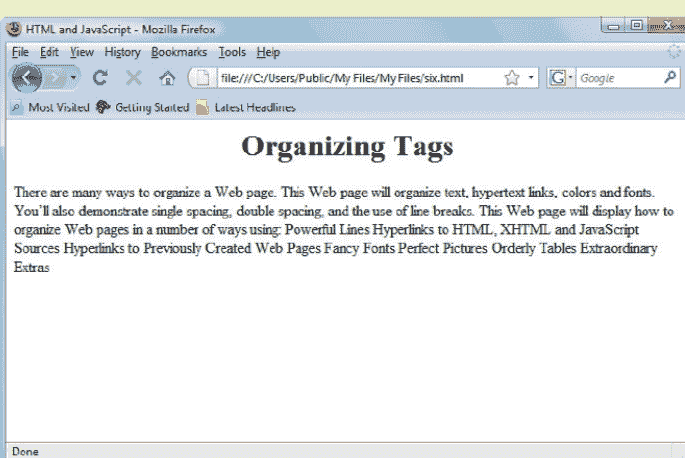 HTML and JavaScript - Mozilla Firefox
File Edit View History Bookmarks Tools Help
file:///C:/Users/Public/My Files/My Files/six.html
G Google
Most Visited Getting Started Latest Headlines
Organizing Tags
There are many ways to organize a Web page. This Web page will organize text, hypertext links, colors and fonts.
You'll also demonstrate single spacing, double spacing, and the use of line breaks. This Web page will display how to
organize Web pages in a number of ways using: Powerful Lines Hyperlinks to HTML, XHTML and JavaScript
Sources Hyperlinks to Previously Created Web Pages Fancy Fonts Perfect Pictures Orderly Tables Extraordinary
Extras
Done